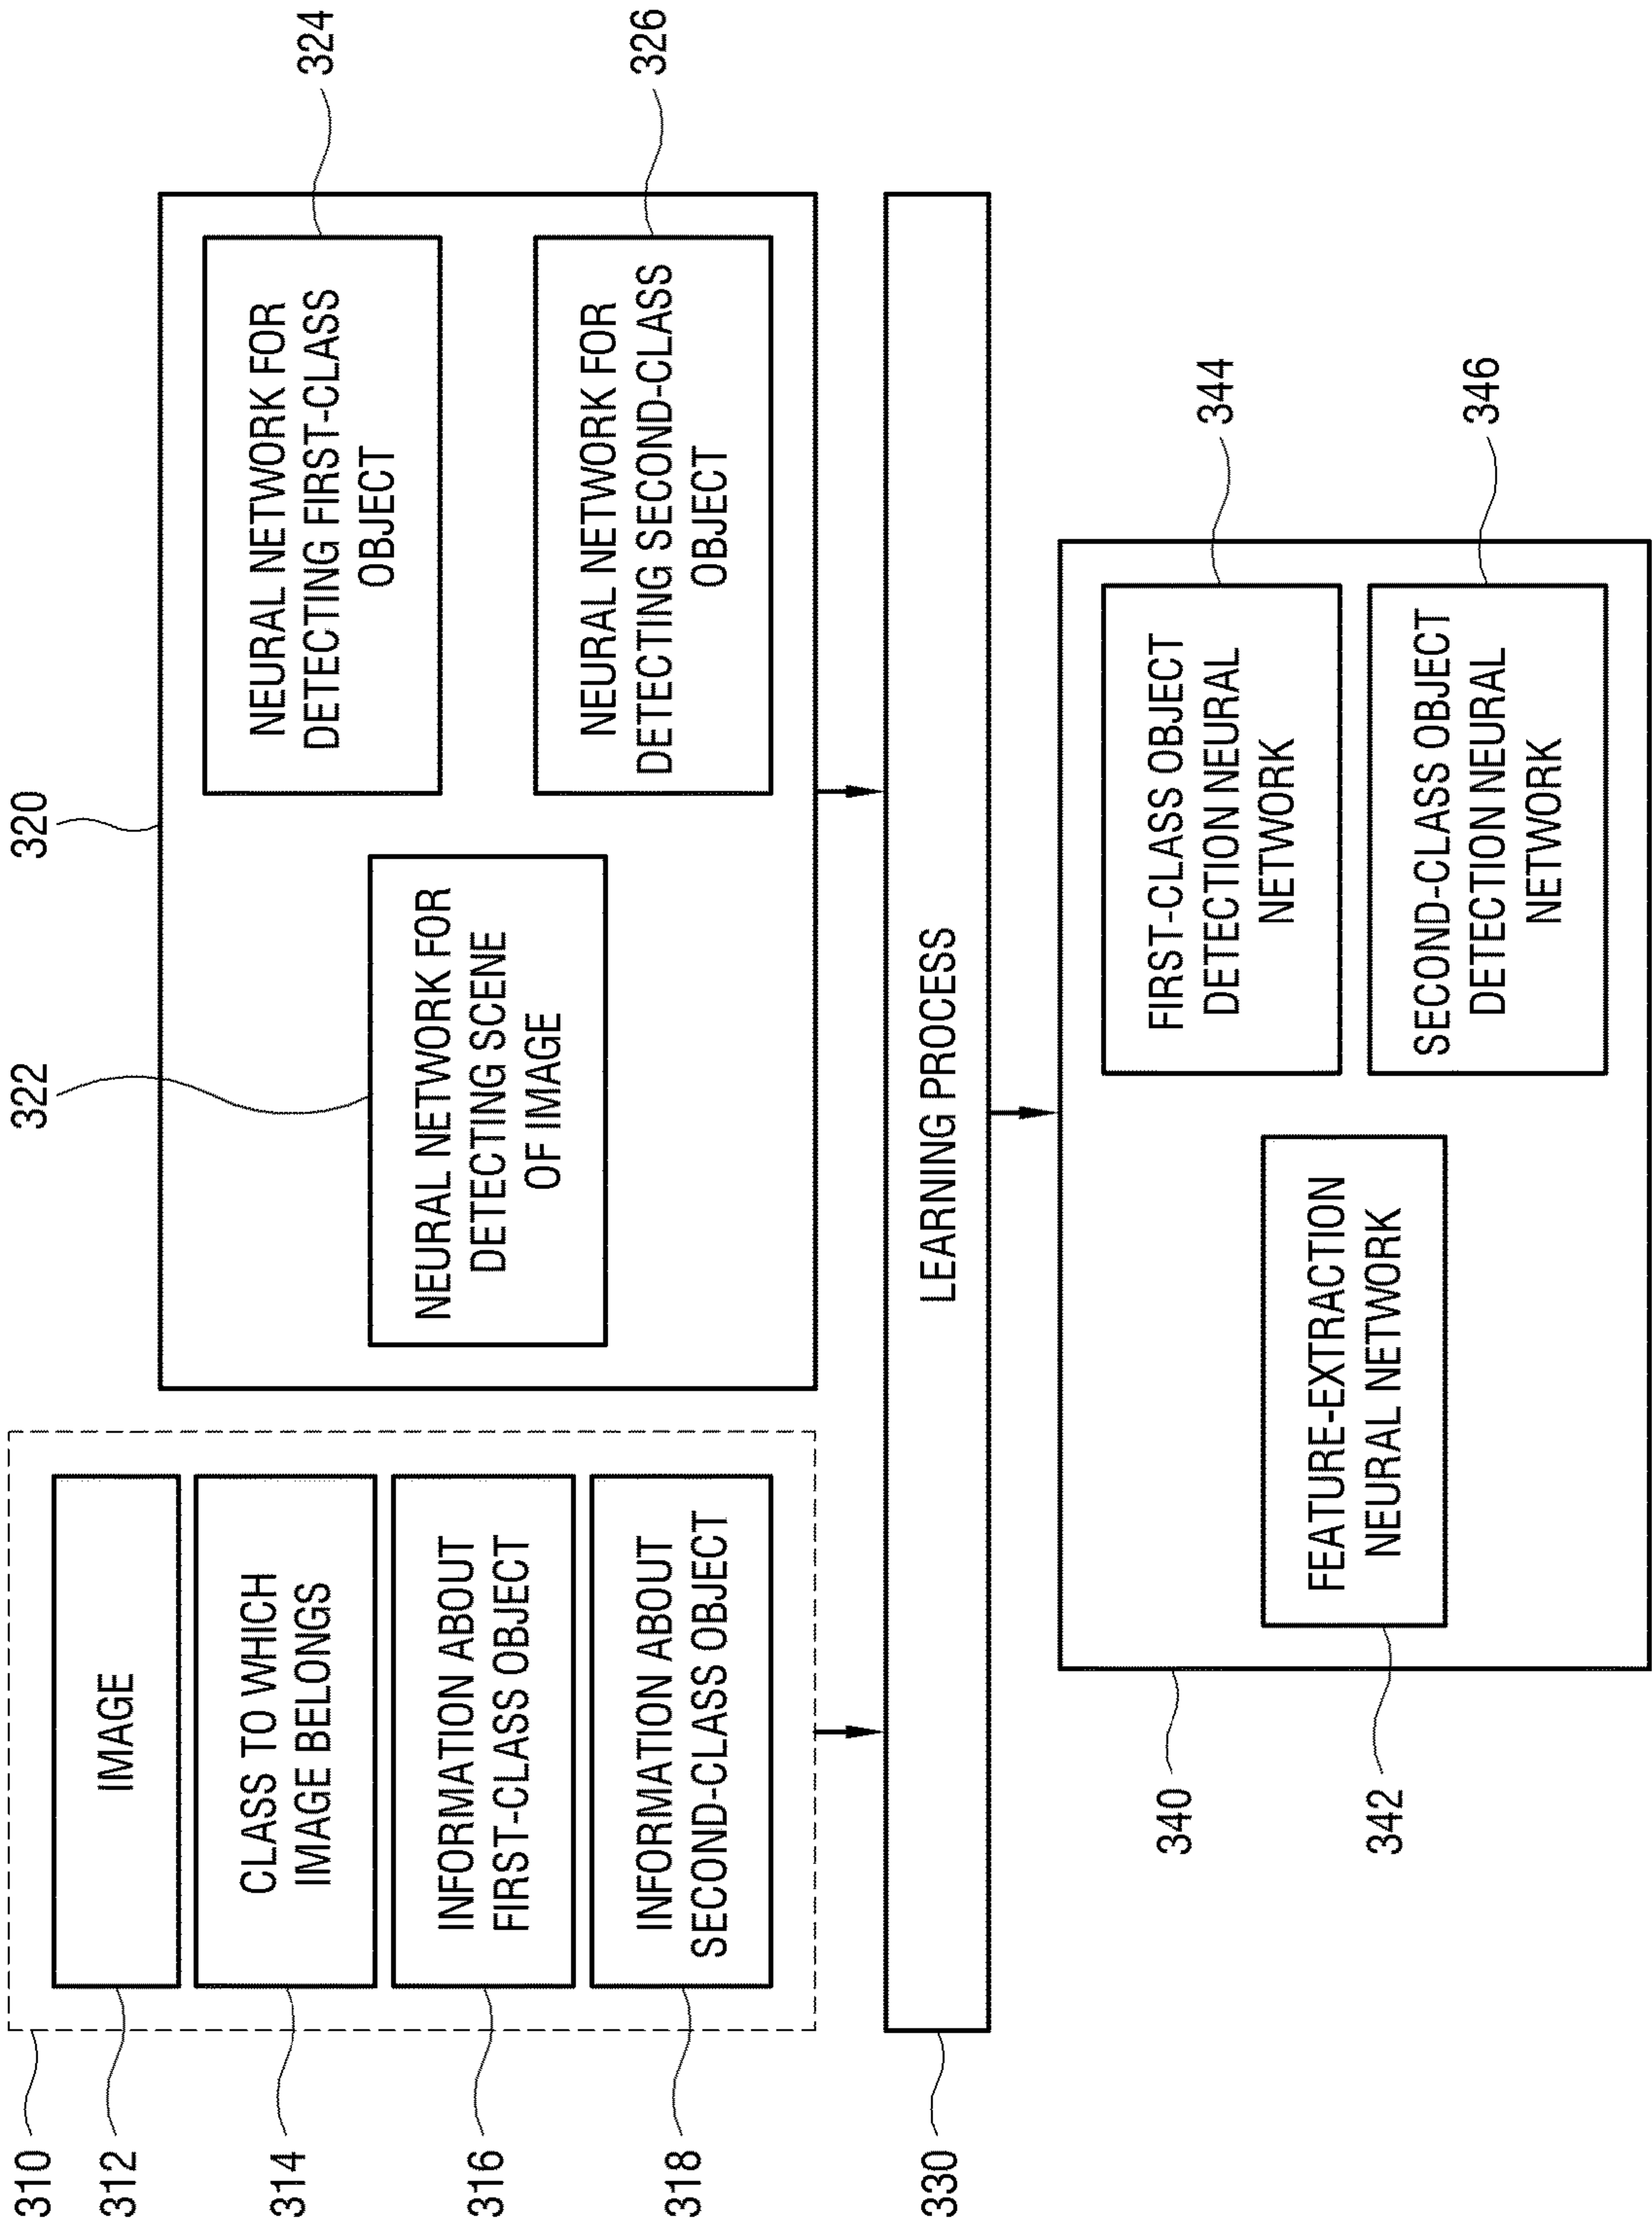 310
312
314
316
318
IMAGE
CLASS TO WHICH
IMAGE BELONGS
INFORMATION ABOUT
FIRST-CLASS OBJECT
INFORMATION ABOUT
SECOND-CLASS OBJECT
322
320
NEURAL NETWORK FOR
DETECTING SCENE
OF IMAGE
NEURAL NETWORK FOR
DETECTING FIRST-CLASS
OBJECT
324
NEURAL NETWORK FOR
DETECTING SECOND-CLASS
OBJECT
326
330
LEARNING PROCESS
340
342
FEATURE-EXTRACTION
NEURAL NETWORK
FIRST-CLASS OBJECT
DETECTION NEURAL
NETWORK
344
SECOND-CLASS OBJECT
DETECTION NEURAL
NETWORK
346